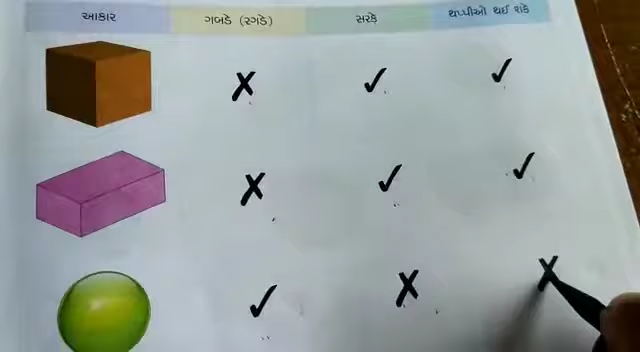 આકાર ગબડે (રગડે) સરકે થપ્પીઓ થઈ શકે
✗ ✓ ✓
✗ ✓ ✓
✓ ✗ ✗